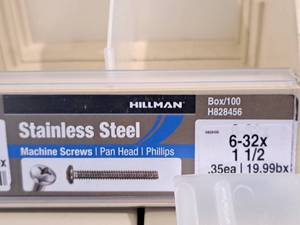 HILLMAN
Box/100
H828456
Stainless Steel
Machine Screws | Pan Head | Phillips
6-32x
1 1/2
.35ea | 19.99bx